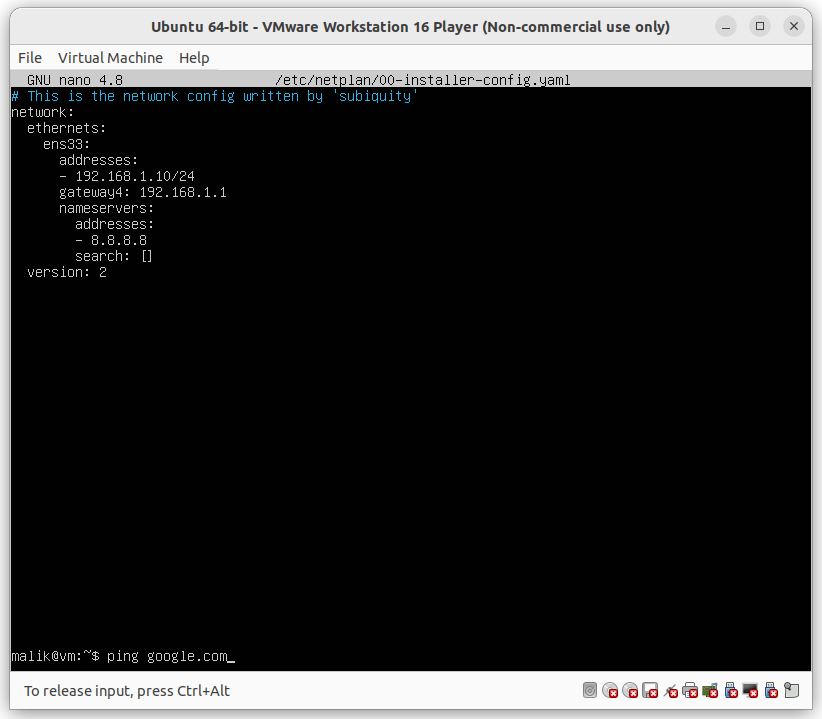 Ubuntu 64-bit - VMware Workstation 16 Player (Non-commercial use only)
File Virtual Machine Help
GNU nano 4.8 /etc/netplan/00-installer-config.yaml
# This is the network config written by 'subiquity'
network:
  ethernets:
    ens33:
      addresses:
      - 192.168.1.10/24
      gateway4: 192.168.1.1
      nameservers:
        addresses:
        - 8.8.8.8
        search: []
  version: 2
malik@vm:~$ ping google.com_
To release input, press Ctrl+Alt